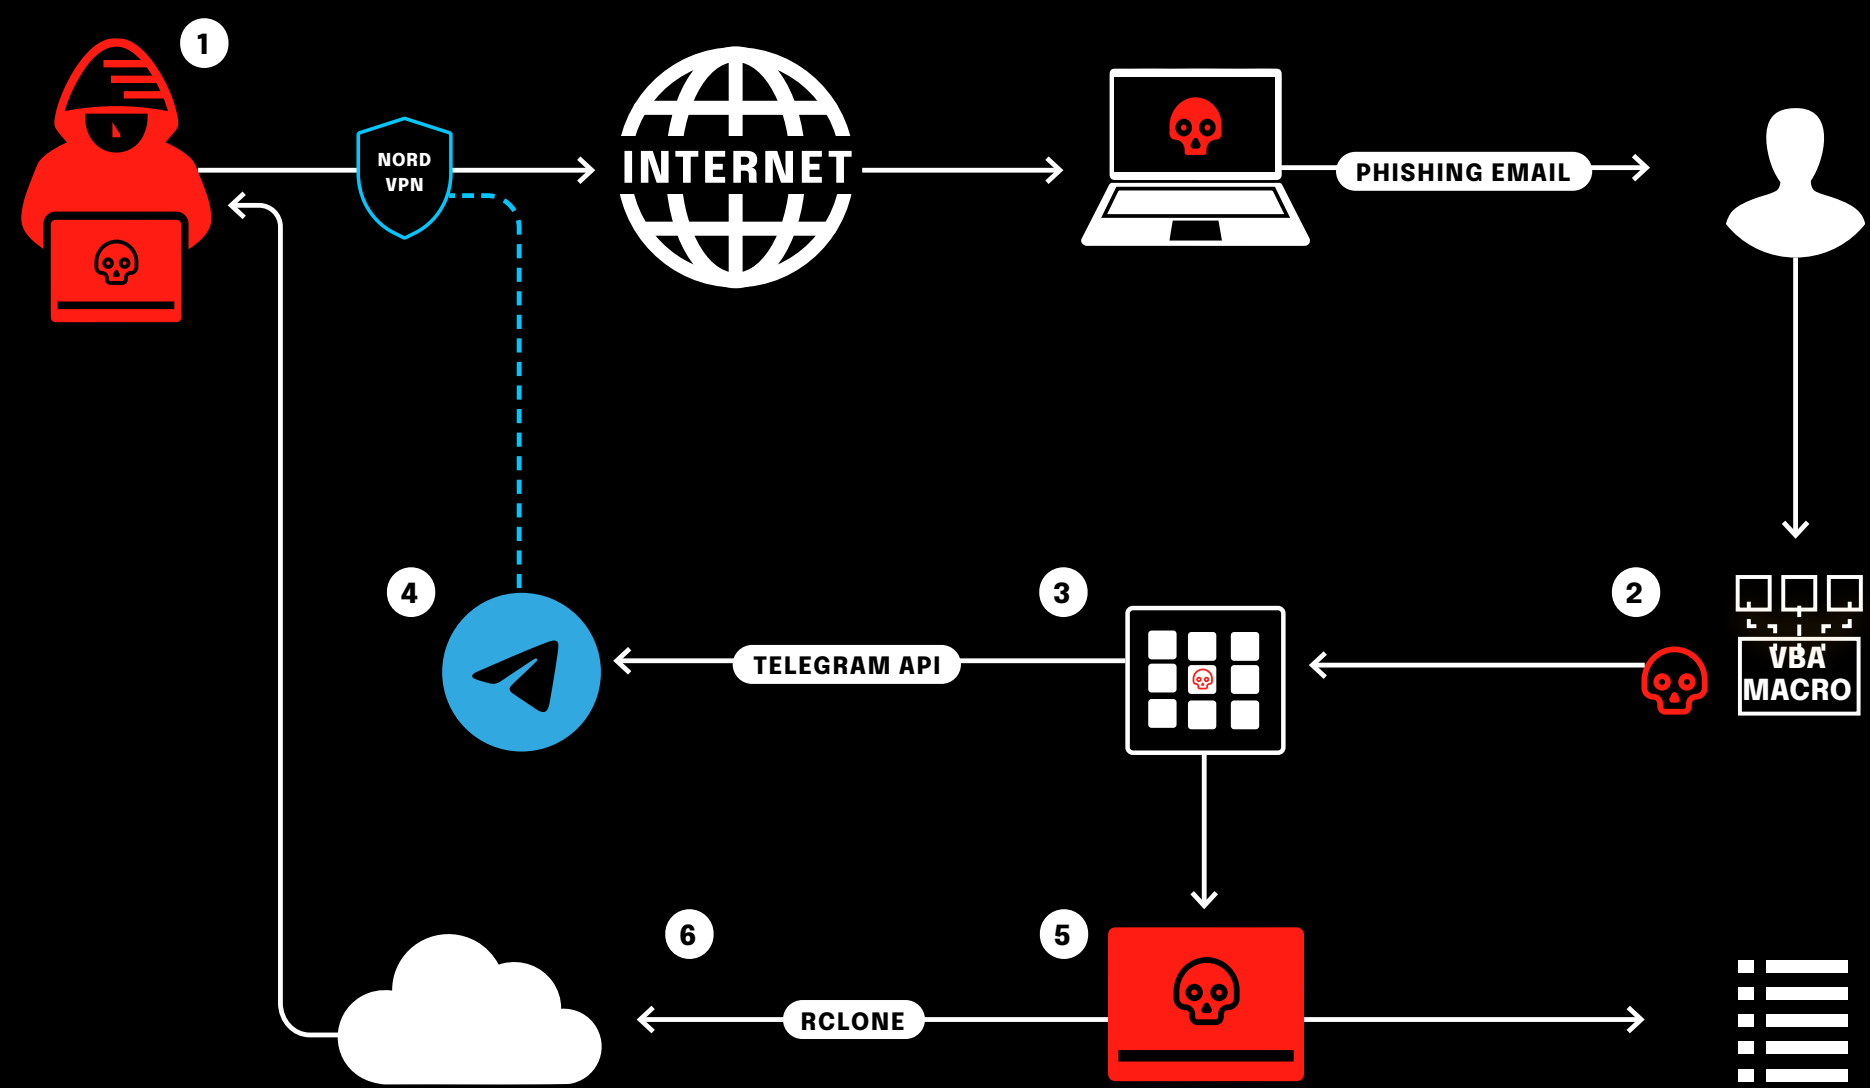 1
NORD
VPN
INTERNET
PHISHING EMAIL
4
3
2
TELEGRAM API
VBA
MACRO
6
5
RCLONE